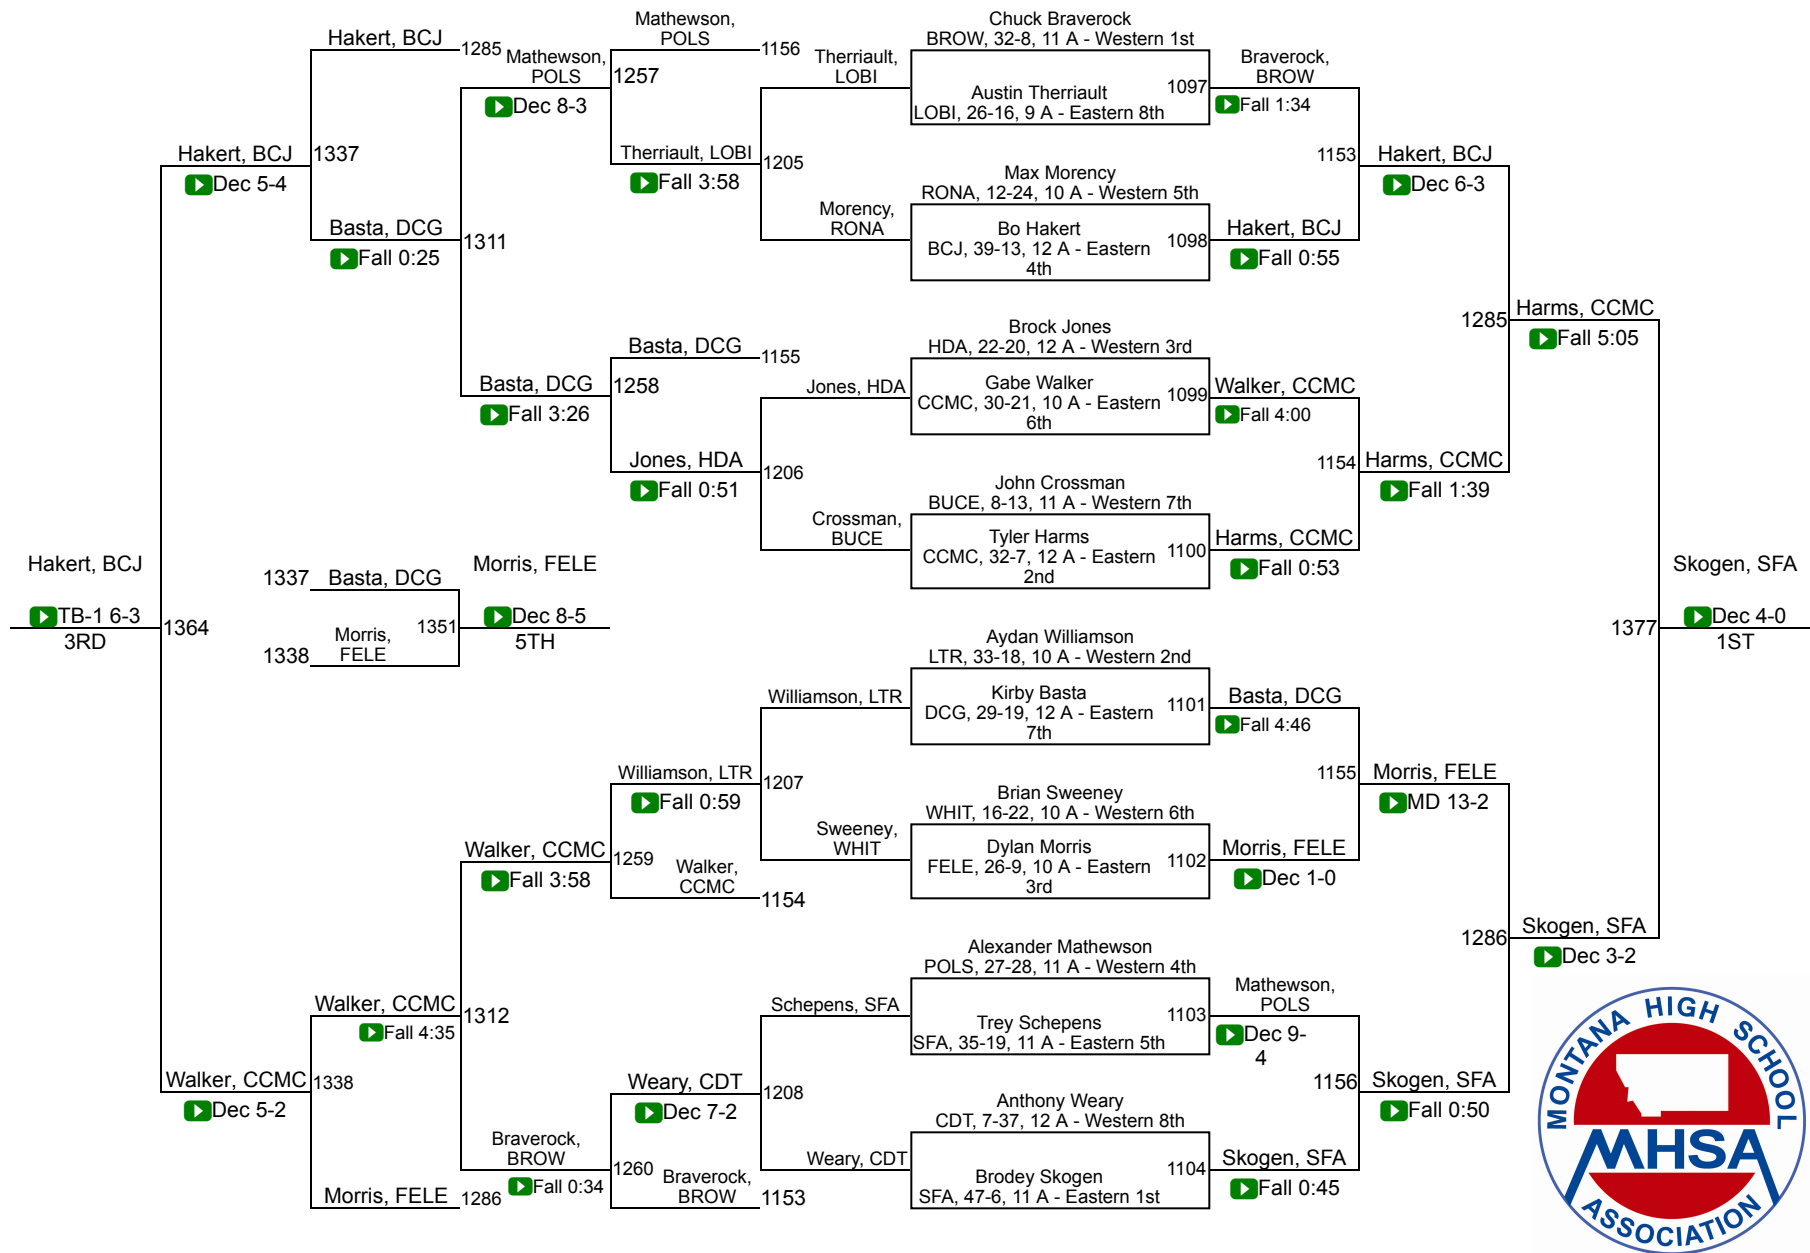 Hakert, BCJ
1285
Mathewson,
POLS
Dec 8-3
Mathewson,
POLS
1156
1257
Therriault, LOBI
Fall 3:58
Therriault,
LOBI
1205
Morency,
RONA
Chuck Braverock
BROW, 32-8, 11 A - Western 1st
Austin Therriault
LOBI, 26-16, 9 A - Eastern 8th
1097
Braverock,
BROW
Fall 1:34
Max Morency
RONA, 12-24, 10 A - Western 5th
Bo Hakert
BCJ, 39-13, 12 A - Eastern
4th
1098
Hakert, BCJ
Fall 0:55
1153
Hakert, BCJ
Dec 6-3
Hakert, BCJ
Dec 5-4
1337
Basta, DCG
Fall 0:25
1311
Basta, DCG
Fall 3:26
Basta, DCG
1155
1258
Jones, HDA
Fall 0:51
Jones, HDA
1206
Crossman,
BUCE
Brock Jones
HDA, 22-20, 12 A - Western 3rd
Gabe Walker
CCMC, 30-21, 10 A - Eastern
6th
1099
Walker, CCMC
Fall 4:00
John Crossman
BUCE, 8-13, 11 A - Western 7th
Tyler Harms
CCMC, 32-7, 12 A - Eastern
2nd
1100
Harms, CCMC
Fall 0:53
1154
Harms, CCMC
Fall 1:39
1285
Harms, CCMC
Fall 5:05
Hakert, BCJ
TB-1 6-3
3RD
1364
1337
Basta, DCG
1338
Morris,
FELE
1351
Morris, FELE
Dec 8-5
5TH
1377
Skogen, SFA
Dec 4-0
1ST
Williamson, LTR
Fall 0:59
Williamson, LTR
1207
Sweeney,
WHIT
Aydan Williamson
LTR, 33-18, 10 A - Western 2nd
Kirby Basta
DCG, 29-19, 12 A - Eastern
7th
1101
Basta, DCG
Fall 4:46
Brian Sweeney
WHIT, 16-22, 10 A - Western 6th
Dylan Morris
FELE, 26-9, 10 A - Eastern
3rd
1102
Morris, FELE
Dec 1-0
1155
Morris, FELE
MD 13-2
Walker, CCMC
Fall 3:58
1259
Walker,
CCMC
1154
Walker, CCMC
Fall 4:35
1312
Walker, CCMC
Dec 5-2
1338
Morris, FELE
1286
Braverock,
BROW
Fall 0:34
1260
Weary, CDT
Dec 7-2
Braverock,
BROW
1153
Schepens, SFA
1208
Weary, CDT
Alexander Mathewson
POLS, 27-28, 11 A - Western 4th
Trey Schepens
SFA, 35-19, 11 A - Eastern 5th
1103
Mathewson,
POLS
Dec 9-
4
Anthony Weary
CDT, 7-37, 12 A - Western 8th
Brodey Skogen
SFA, 47-6, 11 A - Eastern 1st
1104
Skogen, SFA
Fall 0:45
1156
Skogen, SFA
Fall 0:50
1286
Skogen, SFA
Dec 3-2
MONTANA HIGH SCHOOL
MHSA
ASSOCIATION